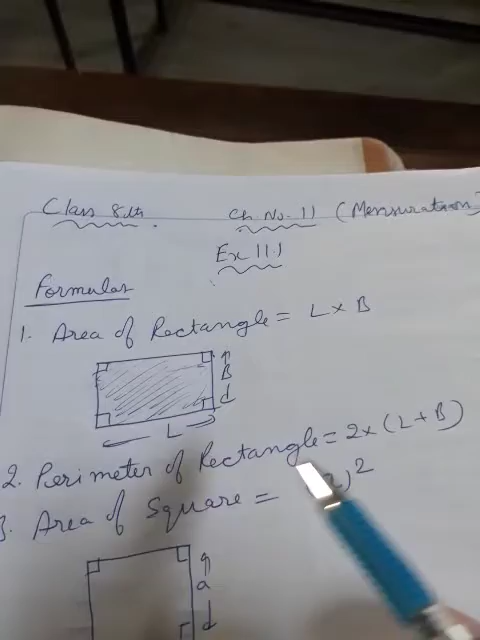 Class 8th. Ch No. 11 (Mensuration)
Ex 11.1
Formulas
1. Area of Rectangle = L × B
B
L
2. Perimeter of Rectangle = 2 × (L + B)
3. Area of Square = (a)²
a